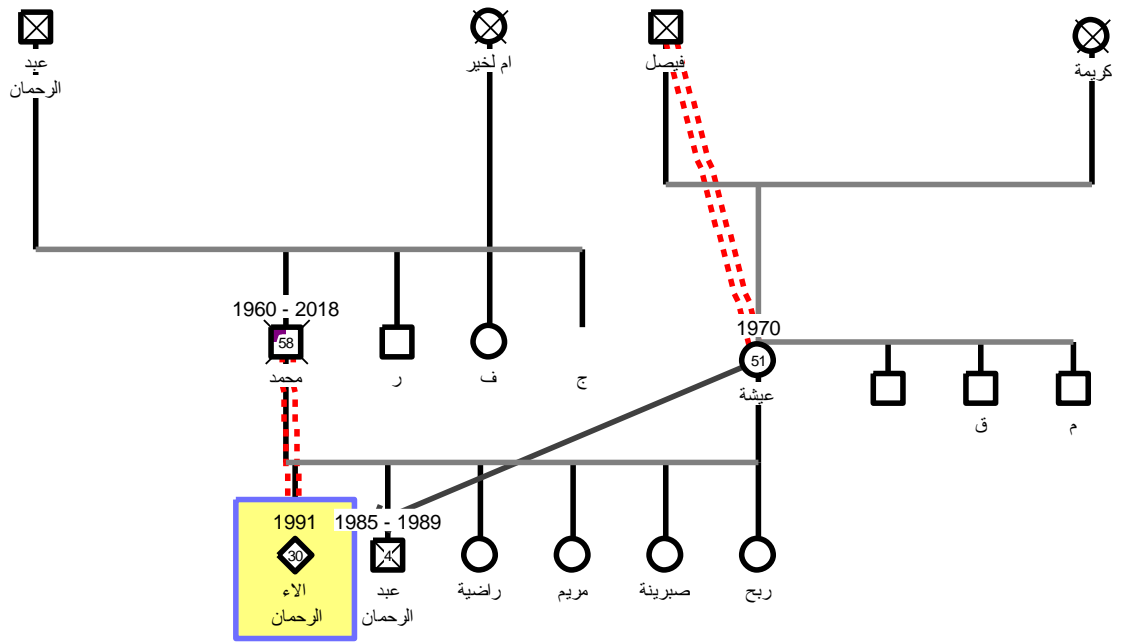 عبد
الرحمان
ام لخير
فيصل
كريمة
1960 - 2018
58
محمد
ر
ف
ج
1970
51
عيشة
ق
م
1991
30
الاء
الرحمان
1985 - 1989
4
عبد
الرحمان
راضية
مريم
صبرينة
ربح